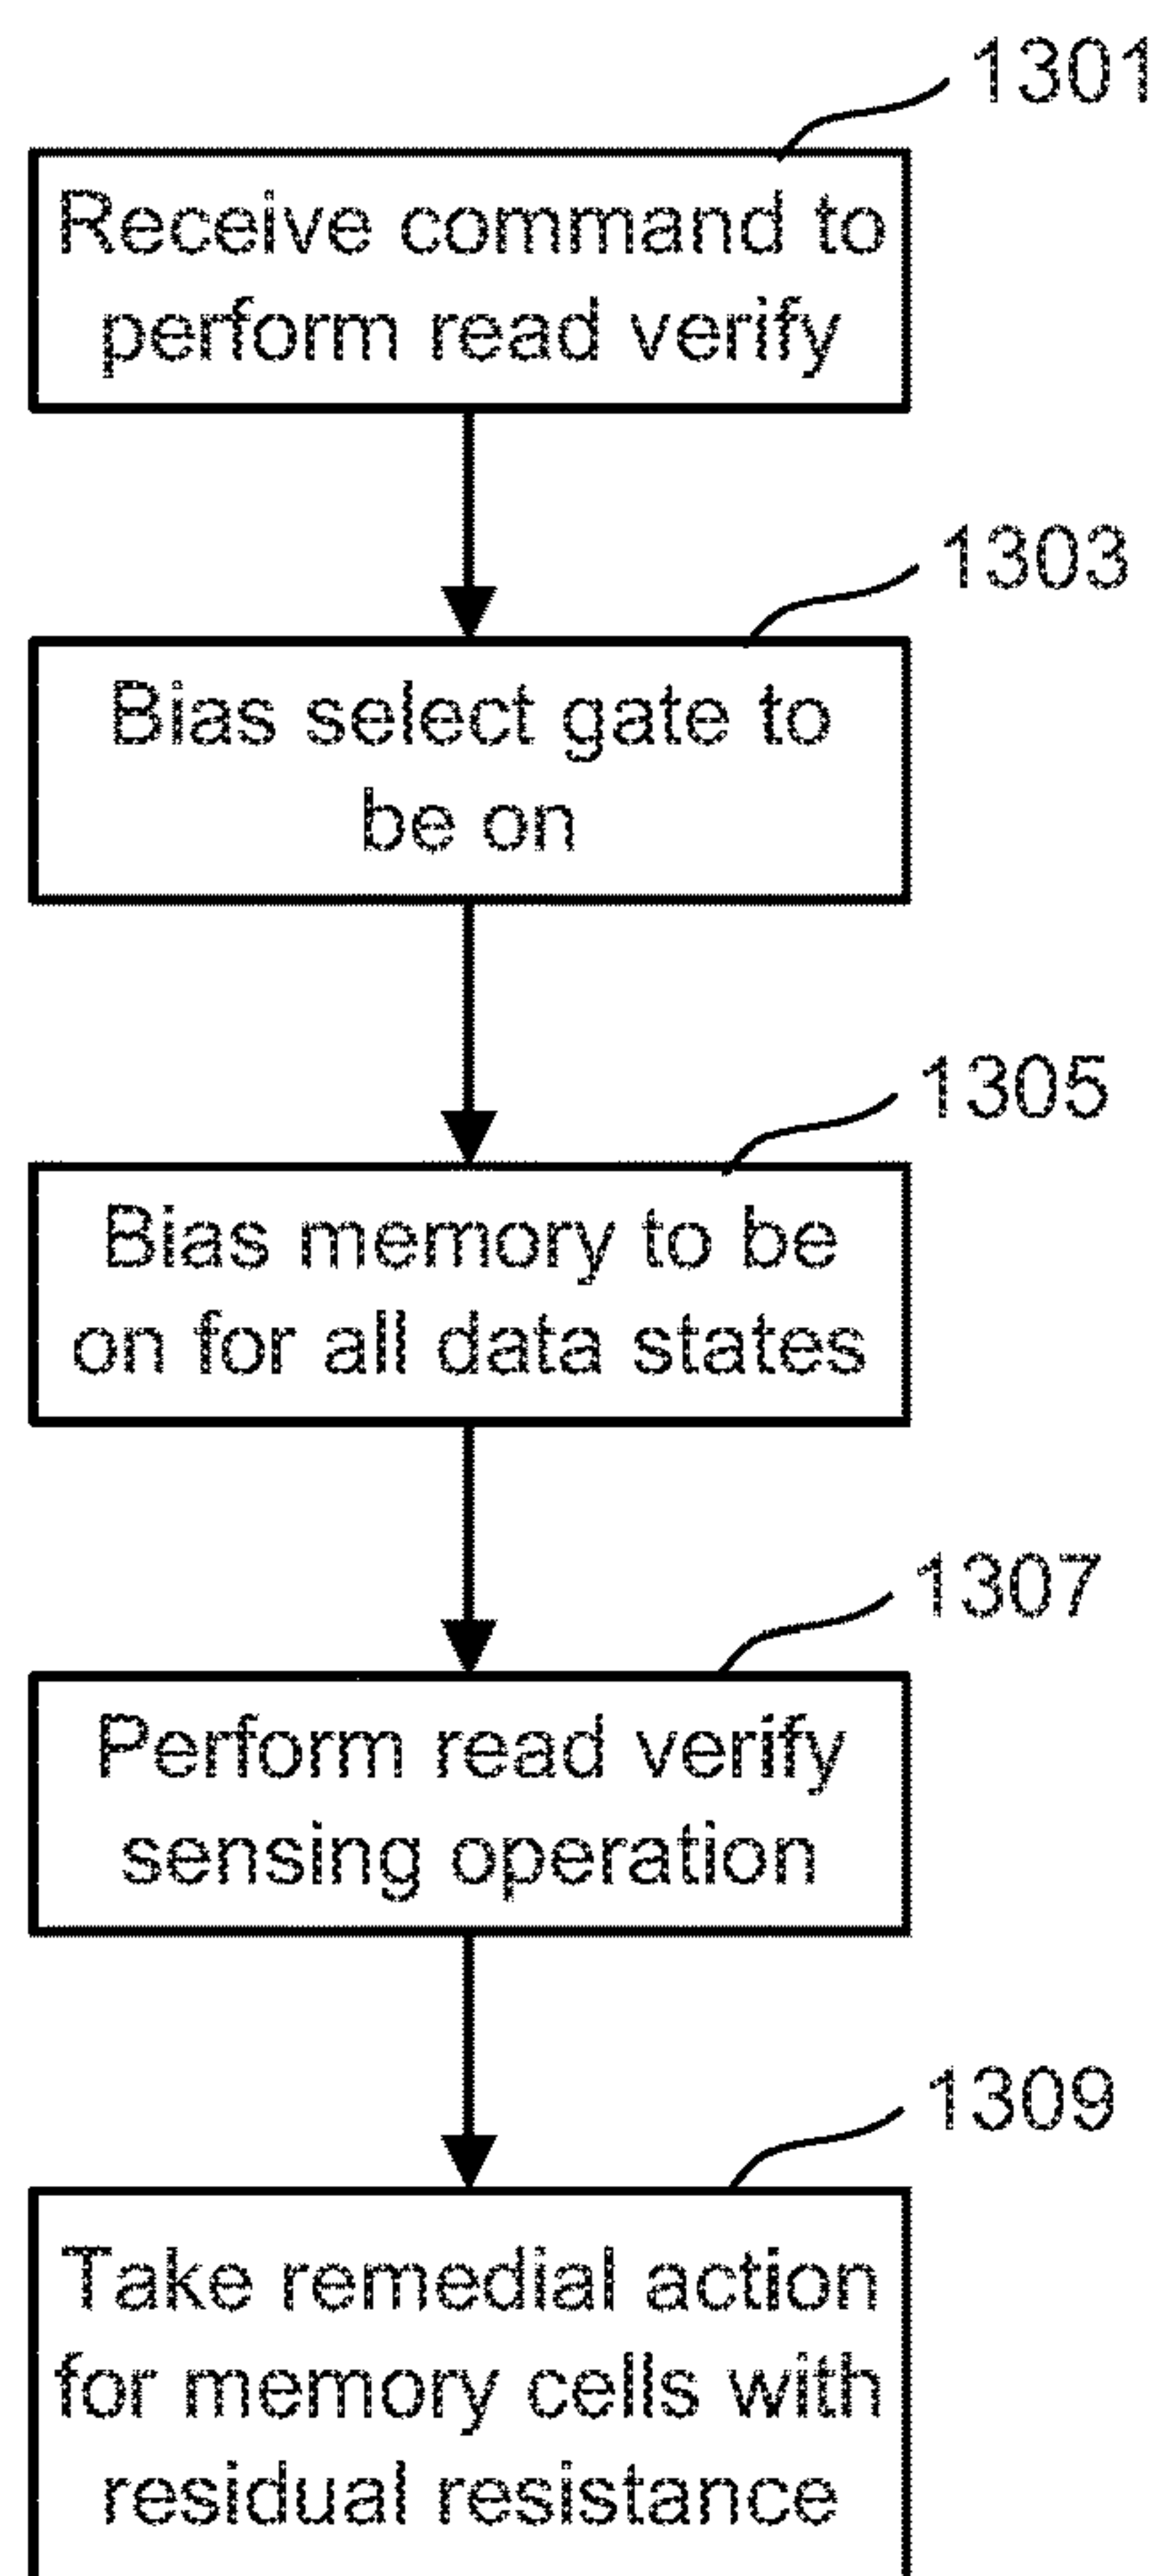 1301
Receive command to
perform read verify
1303
Bias select gate to
be on
1305
Bias memory to be
on for all data states
1307
Perform read verify
sensing operation
1309
Take remedial action
for memory cells with
residual resistance